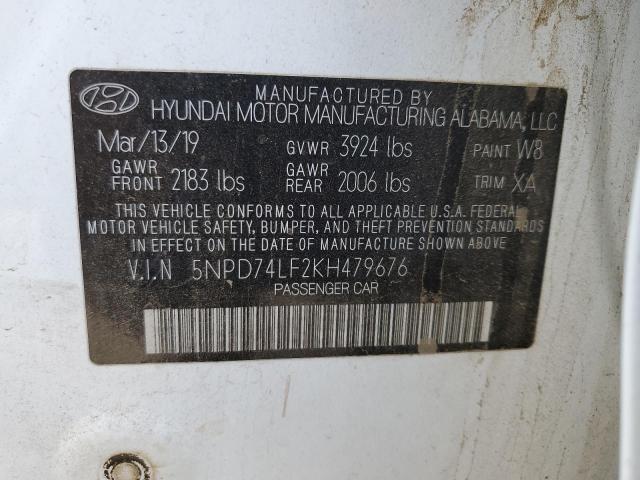 MANUFACTURED BY
HYUNDAI MOTOR MANUFACTURING ALABAMA, LLC
Mar/13/19 GVWR 3924 lbs PAINT W8
GAWR FRONT 2183 lbs GAWR REAR 2006 lbs TRIM XA
THIS VEHICLE CONFORMS TO ALL APPLICABLE U.S.A. FEDERAL
MOTOR VEHICLE SAFETY, BUMPER, AND THEFT PREVENTION STANDARDS
IN EFFECT ON THE DATE OF MANUFACTURE SHOWN ABOVE.
V.I.N 5NPD74LF2KH479676
PASSENGER CAR